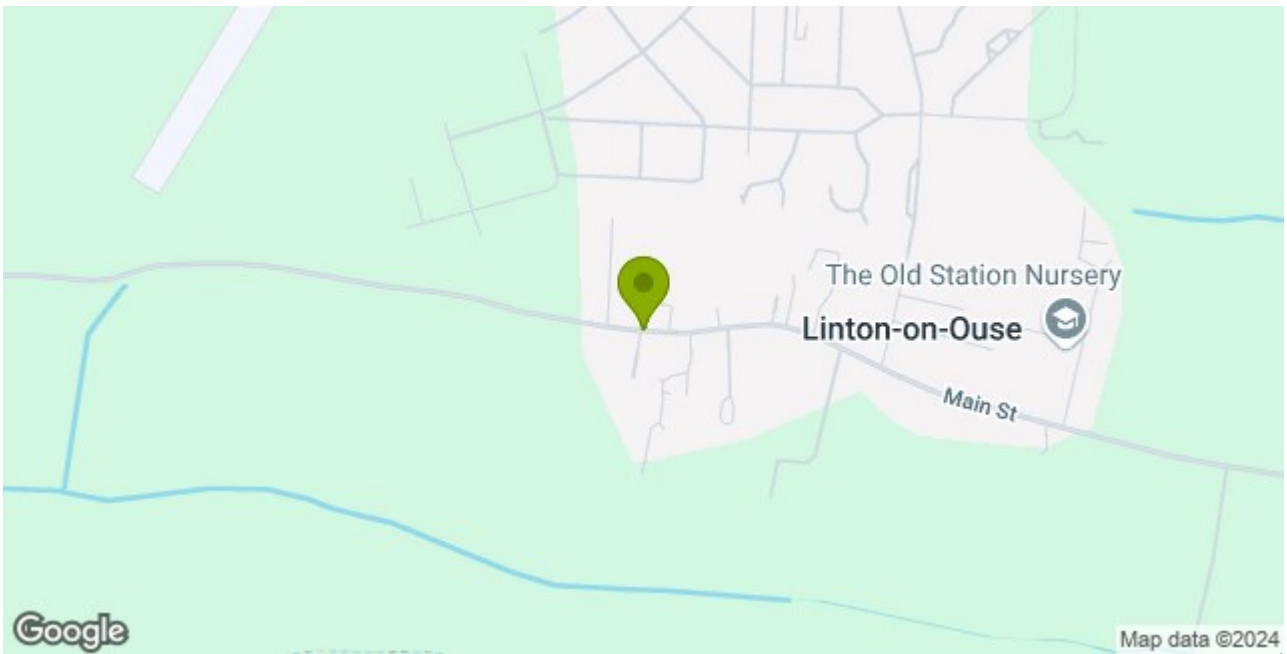 The Old Station Nursery
Linton-on-Ouse
Main St
Google
Map data ©2024